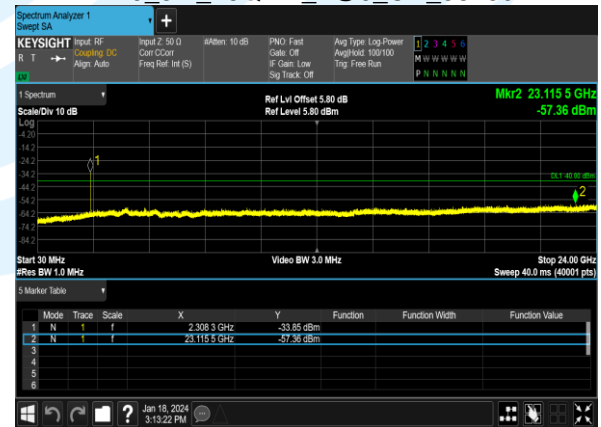 Spectrum Analyzer 1
Swept SA
+
KEYSIGHT Input: RF Input Z: 50 Ω #Atten: 10 dB PNO: Fast Avg Type: Log-Power 1 2 3 4 5 6
R T Coupling: DC Corr CCorr Gate: Off Avg|Hold: 100/100 M W W W W W
Align: Auto Freq Ref: Int (S) IF Gain: Low Trig: Free Run
Sig Track: Off P N N N N N
1 Spectrum
Ref Lvl Offset 5.80 dB Mkr2 23.115 5 GHz
Scale/Div 10 dB Ref Level 5.80 dBm -57.36 dBm
Log
-4.20
-14.2
1
-24.2
-34.2 DL1 -40.00 dBm
-44.2
2
-54.2
-64.2
-74.2
-84.2
Start 30 MHz Video BW 3.0 MHz Stop 24.00 GHz
#Res BW 1.0 MHz Sweep 40.0 ms (40001 pts)
5 Marker Table
Mode Trace Scale X Y Function Function Width Function Value
1 N 1 f 2.308 3 GHz -33.85 dBm
2 N 1 f 23.115 5 GHz -57.36 dBm
3
4
5
6
? Jan 18, 2024
3:13:22 PM